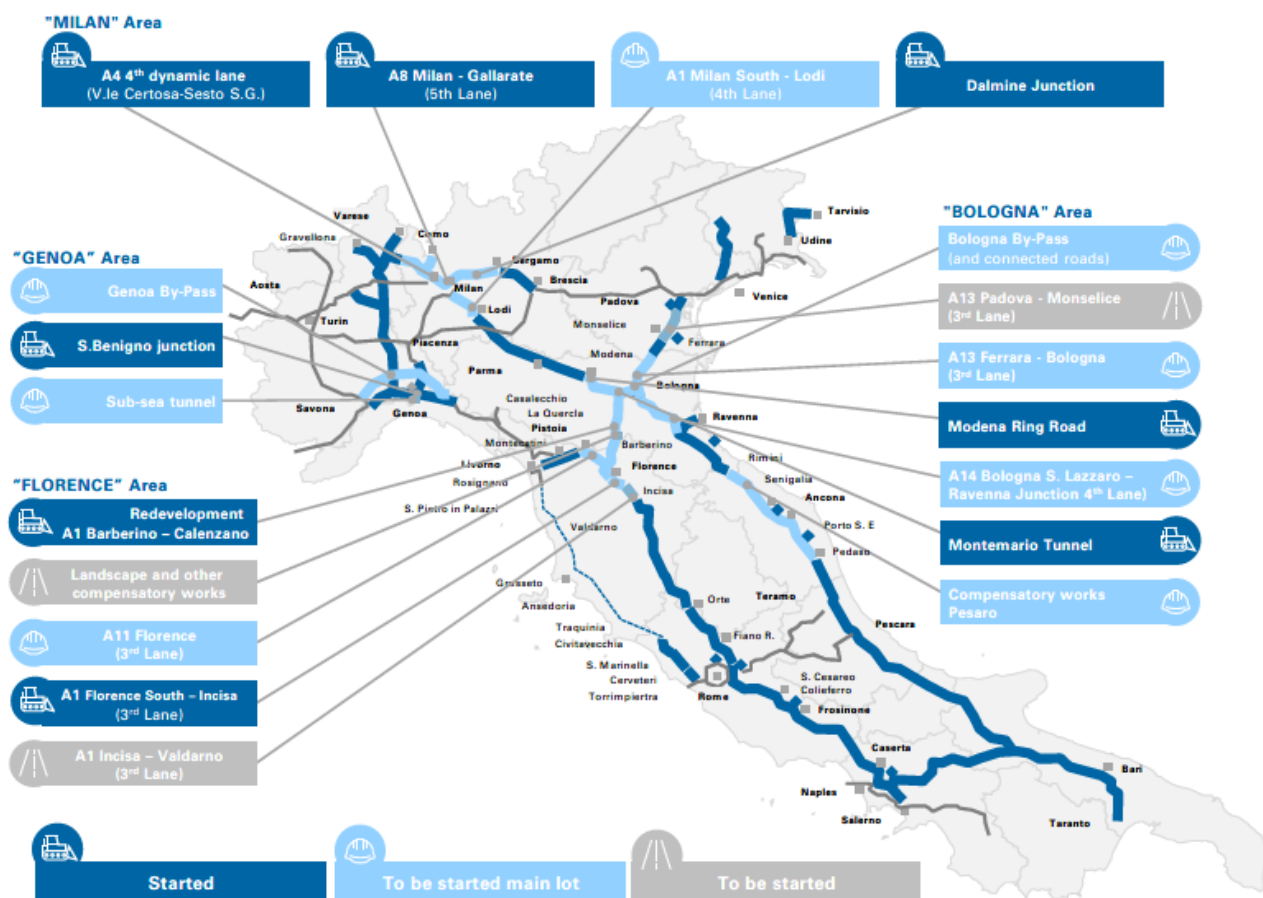 "MILAN" Area
A4 4th dynamic lane
(V.le Certosa-Sesto S.G.)
A8 Milan - Gallarate
(5th Lane)
A1 Milan South - Lodi
(4th Lane)
Dalmine Junction
"GENOA" Area
Genoa By-Pass
S.Benigno junction
Sub-sea tunnel
"FLORENCE" Area
Redevelopment
A1 Barberino – Calenzano
Landscape and other
compensatory works
A11 Florence
(3rd Lane)
A1 Florence South – Incisa
(3rd Lane)
A1 Incisa – Valdarno
(3rd Lane)
"BOLOGNA" Area
Bologna By-Pass
(and connected roads)
A13 Padova - Monselice
(3rd Lane)
A13 Ferrara - Bologna
(3rd Lane)
Modena Ring Road
A14 Bologna S. Lazzaro –
Ravenna Junction 4th Lane)
Montemario Tunnel
Compensatory works
Pesaro
Varese
Gravellona
Como
Tarvisio
Udine
Bergamo
Aosta
Milan
Brescia
Venice
Padova
Lodi
Turin
Monselice
Ferrara
Piacenza
Modena
Parma
Bologna
Casalecchio
La Quercla
Savona
Genoa
Pistoia
Ravenna
Montecatini
Barberino
Rimini
Livorno
Florence
Senigalia
Rosignano
Incisa
Ancona
S. Pietro in Palazzi
Valdarno
Porto S. E
Pedaso
Grosseto
Orte
Teramo
Ansedonia
Pescara
Traquinia
Fiano R.
Civitavecchia
S. Marinella
S. Cesareo
Cerveteri
Colieferro
Torrimpiertra
Rome
Frosinone
Caserta
Bari
Naples
Salerno
Taranto
Started
To be started main lot
To be started